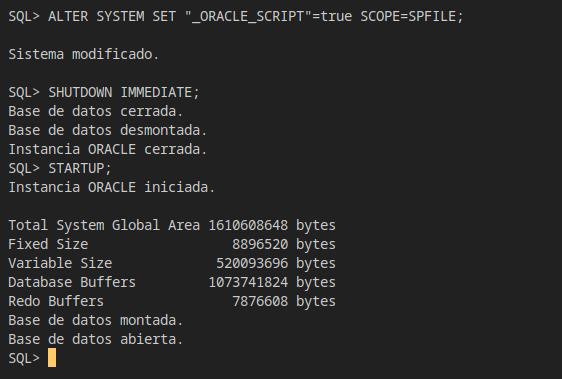 SQL> ALTER SYSTEM SET "_ORACLE_SCRIPT"=true SCOPE=SPFILE;
Sistema modificado.
SQL> SHUTDOWN IMMEDIATE;
Base de datos cerrada.
Base de datos desmontada.
Instancia ORACLE cerrada.
SQL> STARTUP;
Instancia ORACLE iniciada.
Total System Global Area 1610608648 bytes
Fixed Size 8896520 bytes
Variable Size 520093696 bytes
Database Buffers 1073741824 bytes
Redo Buffers 7876608 bytes
Base de datos montada.
Base de datos abierta.
SQL>